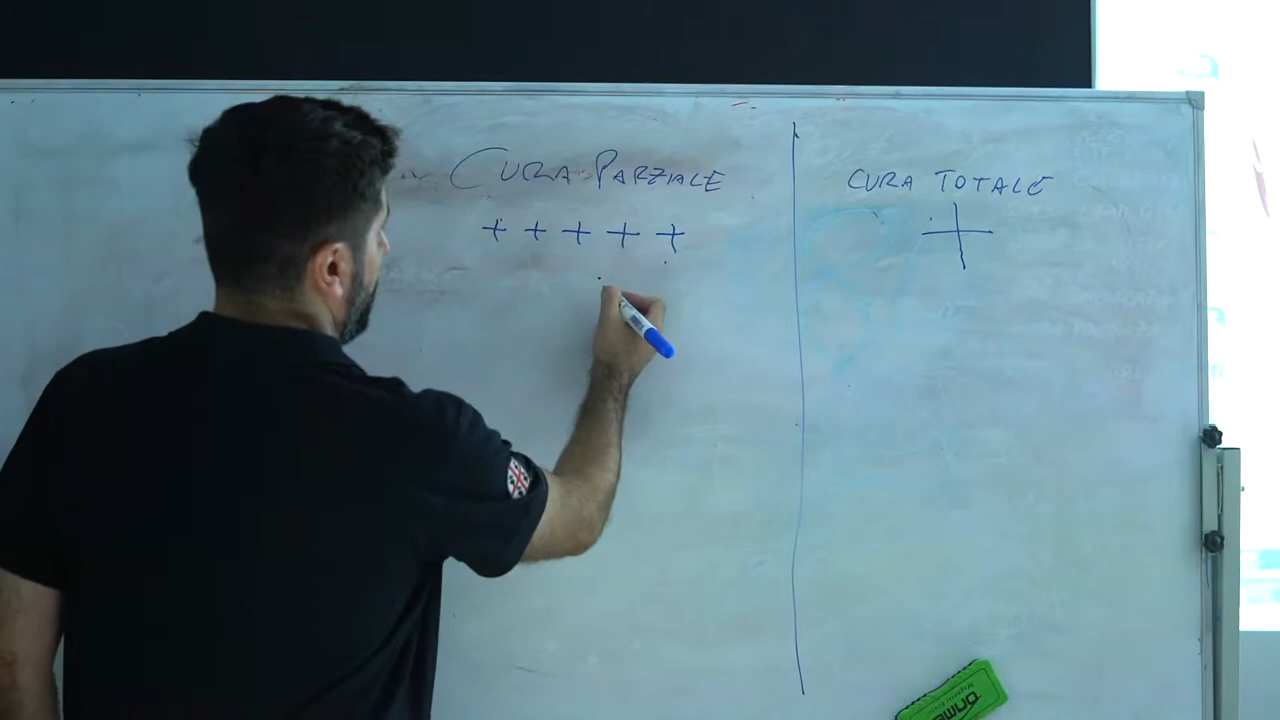 CURA PARZIALE
+ + + + +
CURA TOTALE
+